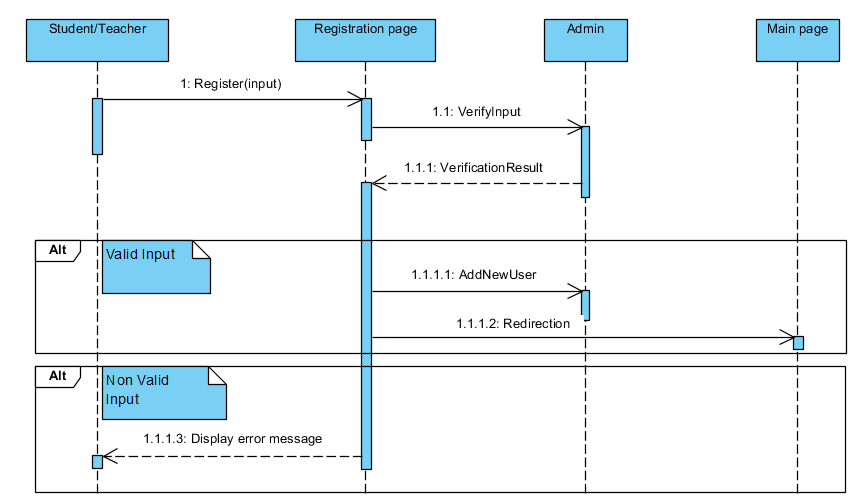 Student/Teacher
Registration page
Admin
Main page
1: Register(input)
1.1: VerifyInput
1.1.1: VerificationResult
Alt
Valid Input
1.1.1.1: AddNewUser
1.1.1.2: Redirection
Alt
Non Valid
Input
1.1.1.3: Display error message